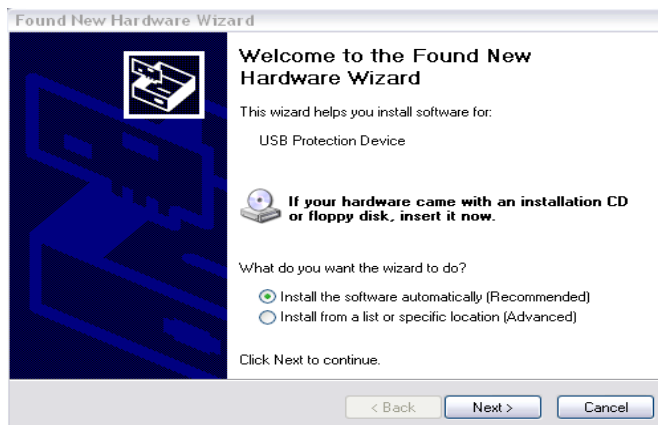 Found New Hardware Wizard
Welcome to the Found New
Hardware Wizard
This wizard helps you install software for:
USB Protection Device
If your hardware came with an installation CD
or floppy disk, insert it now.
What do you want the wizard to do?
Install the software automatically (Recommended)
Install from a list or specific location (Advanced)
Click Next to continue.
< Back
Next >
Cancel